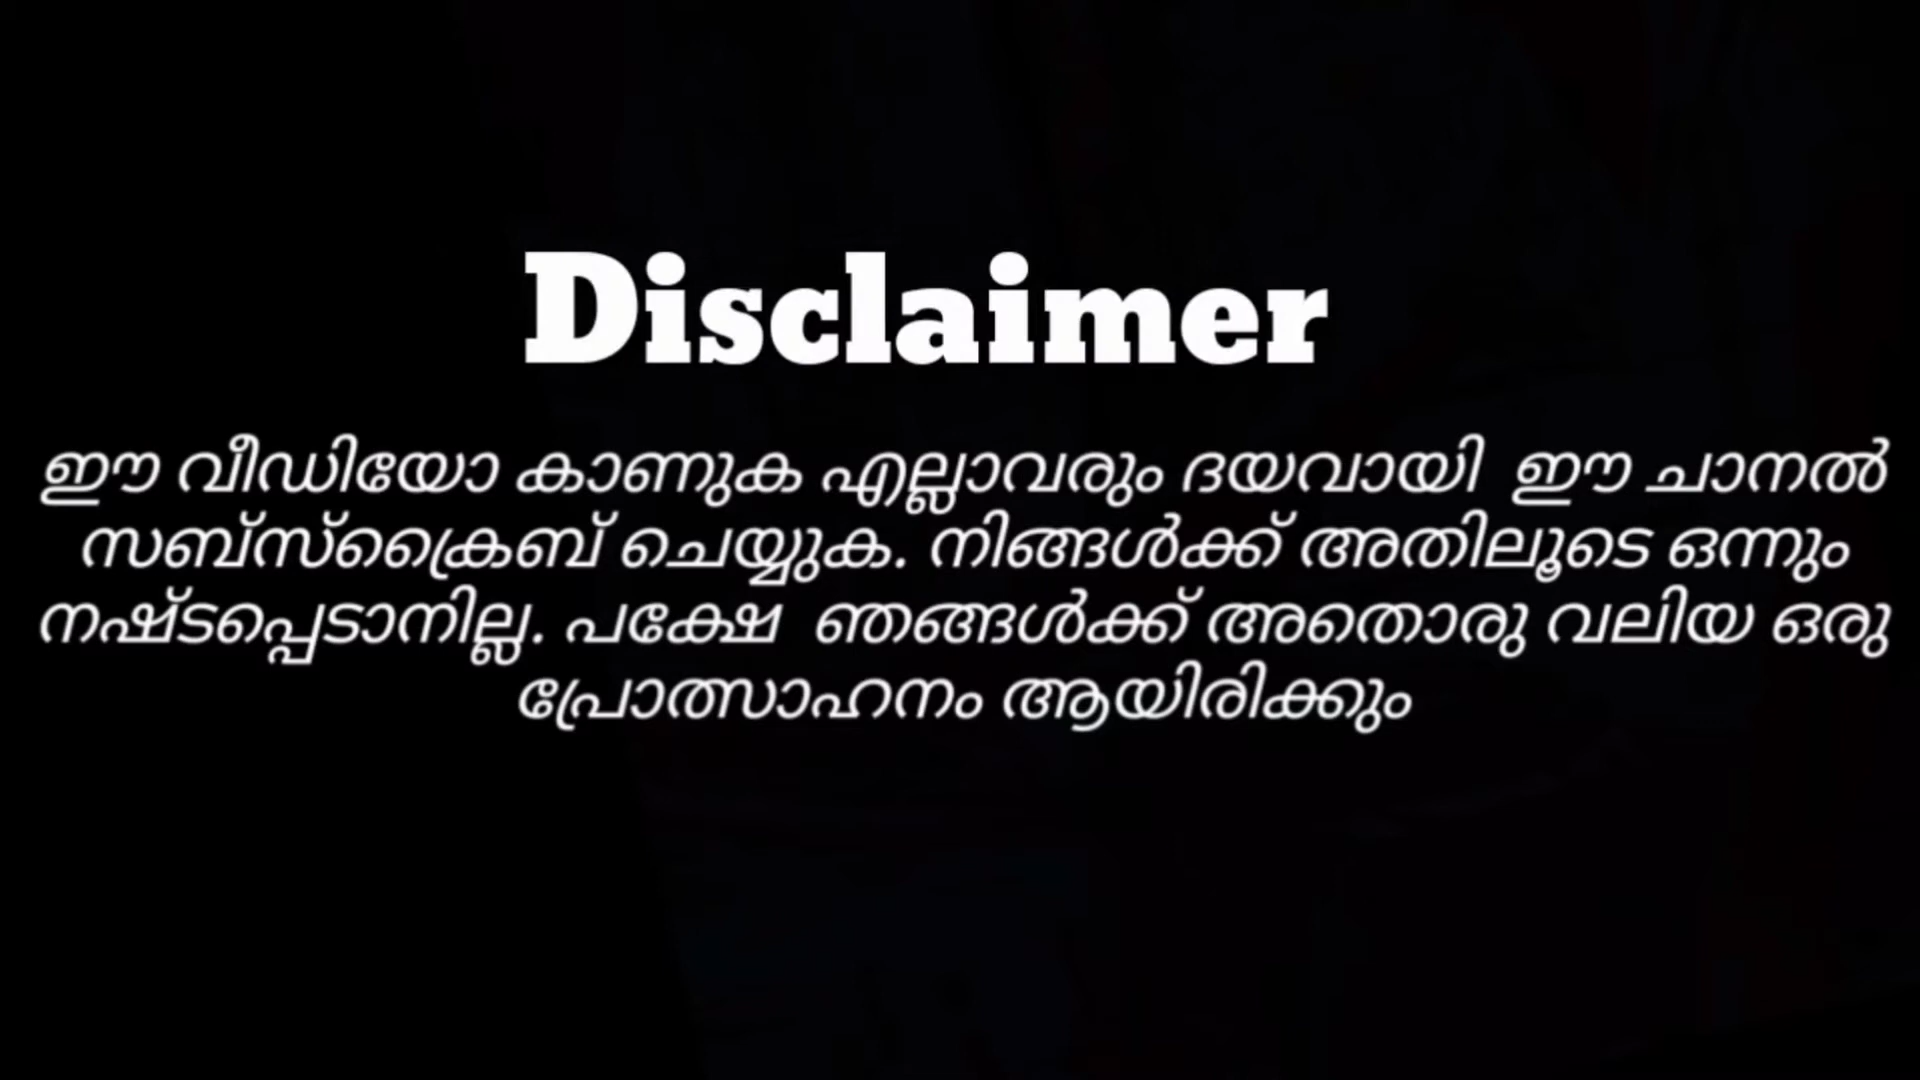 Disclaimer
ഈ വീഡിയോ കാണുക എല്ലാവരും ദയവായി ഈ ചാനൽ
സബ്സ്ക്രൈബ് ചെയ്യുക. നിങ്ങൾക്ക് അതിലൂടെ ഒന്നും
നഷ്ടപ്പെടാനില്ല. പക്ഷേ ഞങ്ങൾക്ക് അതൊരു വലിയ ഒരു
പ്രോത്സാഹനം ആയിരിക്കും